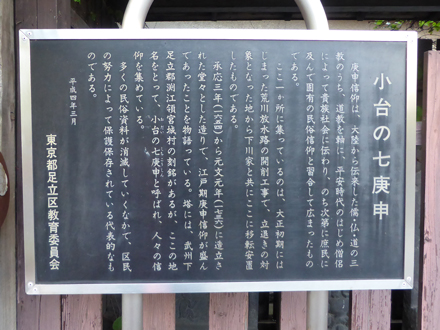 小台の七庚申
庚申信仰は、大陸から伝来した儒・仏・道の三
教のうち、道教を軸に、平安時代のはじめ僧侶
によって貴族社会に伝わり、のち次第に庶民に
及んで固有の民俗信仰と習合して広まったもの
である。
ここ一か所に集っているのは、大正初期には
じまった荒川放水路の開削工事で、立退きの対
象となった地から下川家と共にここに移転安置
したものである。
承応三年(一六五四)から元文元年(一七三六)に造立き
れた堂々とした造りで、江戸期庚申信仰が盛ん
であったことを物語っている。塔には、武州下
足立郡渕江領宮城村の刻銘があるが、ここの地
名をとって、小台の七庚申と呼ばれ、人々の信
仰を集めている。
多くの民俗資料が消滅していくなかで、区民
の努力によって保護保存されている代表的なも
のである。
平成四年三月
東京都足立区教育委員会